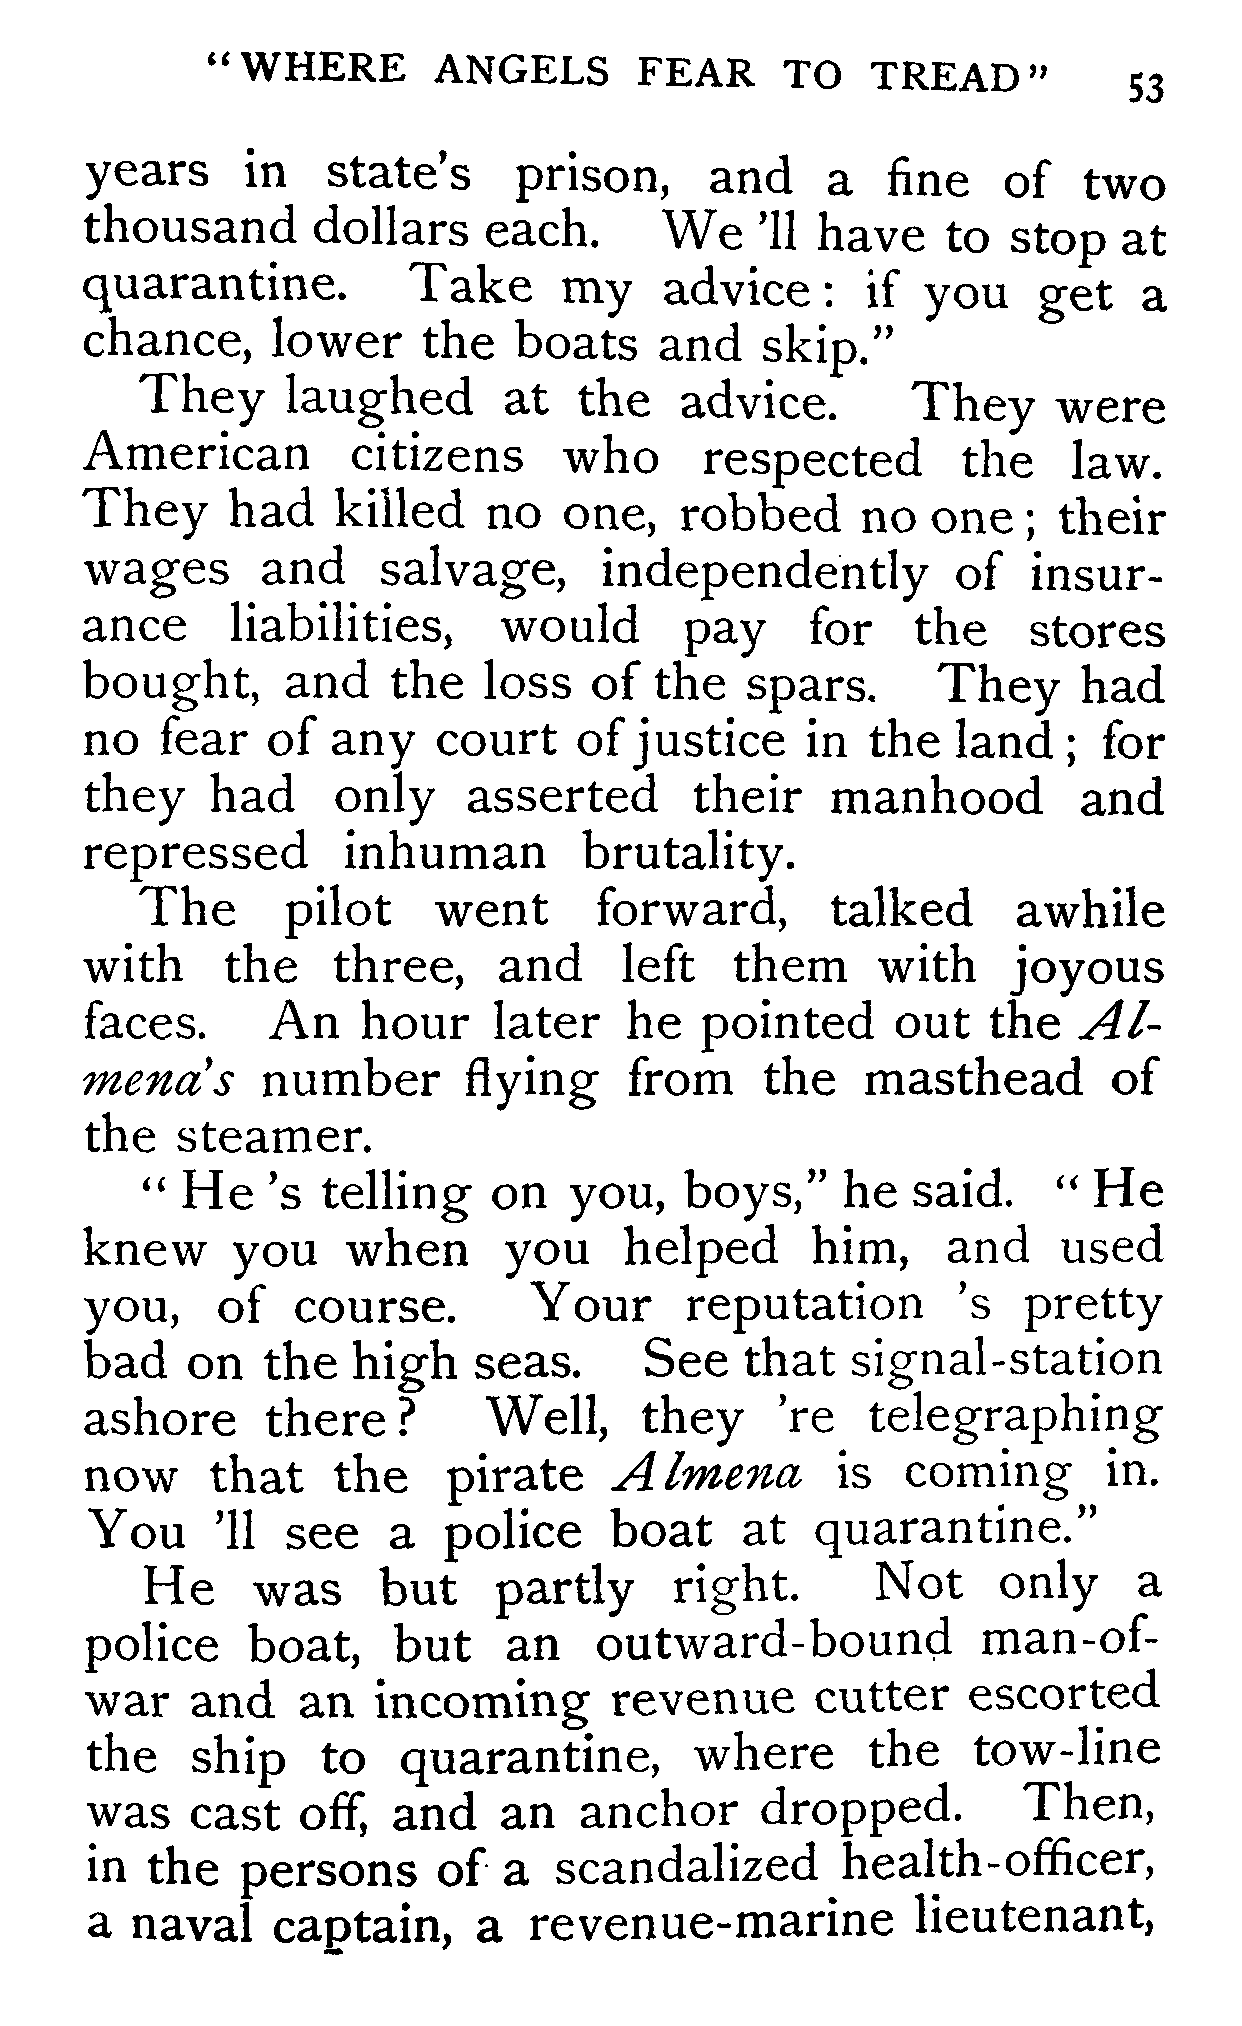 "WHERE ANGELS FEAR TO TREAD" 53
years in state's prison, and a fine of two
thousand dollars each. We 'll have to stop at
quarantine. Take my advice : if you get a
chance, lower the boats and skip."
They laughed at the advice. They were
American citizens who respected the law.
They had killed no one, robbed no one ; their
wages and salvage, independently of insur-
ance liabilities, would pay for the stores
bought, and the loss of the spars. They had
no fear of any court of justice in the land ; for
they had only asserted their manhood and
repressed inhuman brutality.
The pilot went forward, talked awhile
with the three, and left them with joyous
faces. An hour later he pointed out the Al-
mena's number flying from the masthead of
the steamer.
" He 's telling on you, boys," he said. " He
knew you when you helped him, and used
you, of course. Your reputation 's pretty
bad on the high seas. See that signal-station
ashore there ? Well, they 're telegraphing
now that the pirate Almena is coming in.
You 'll see a police boat at quarantine."
He was but partly right. Not only a
police boat, but an outward-bound man-of-
war and an incoming revenue cutter escorted
the ship to quarantine, where the tow-line
was cast off, and an anchor dropped. Then,
in the persons of a scandalized health-officer,
a naval captain, a revenue-marine lieutenant,